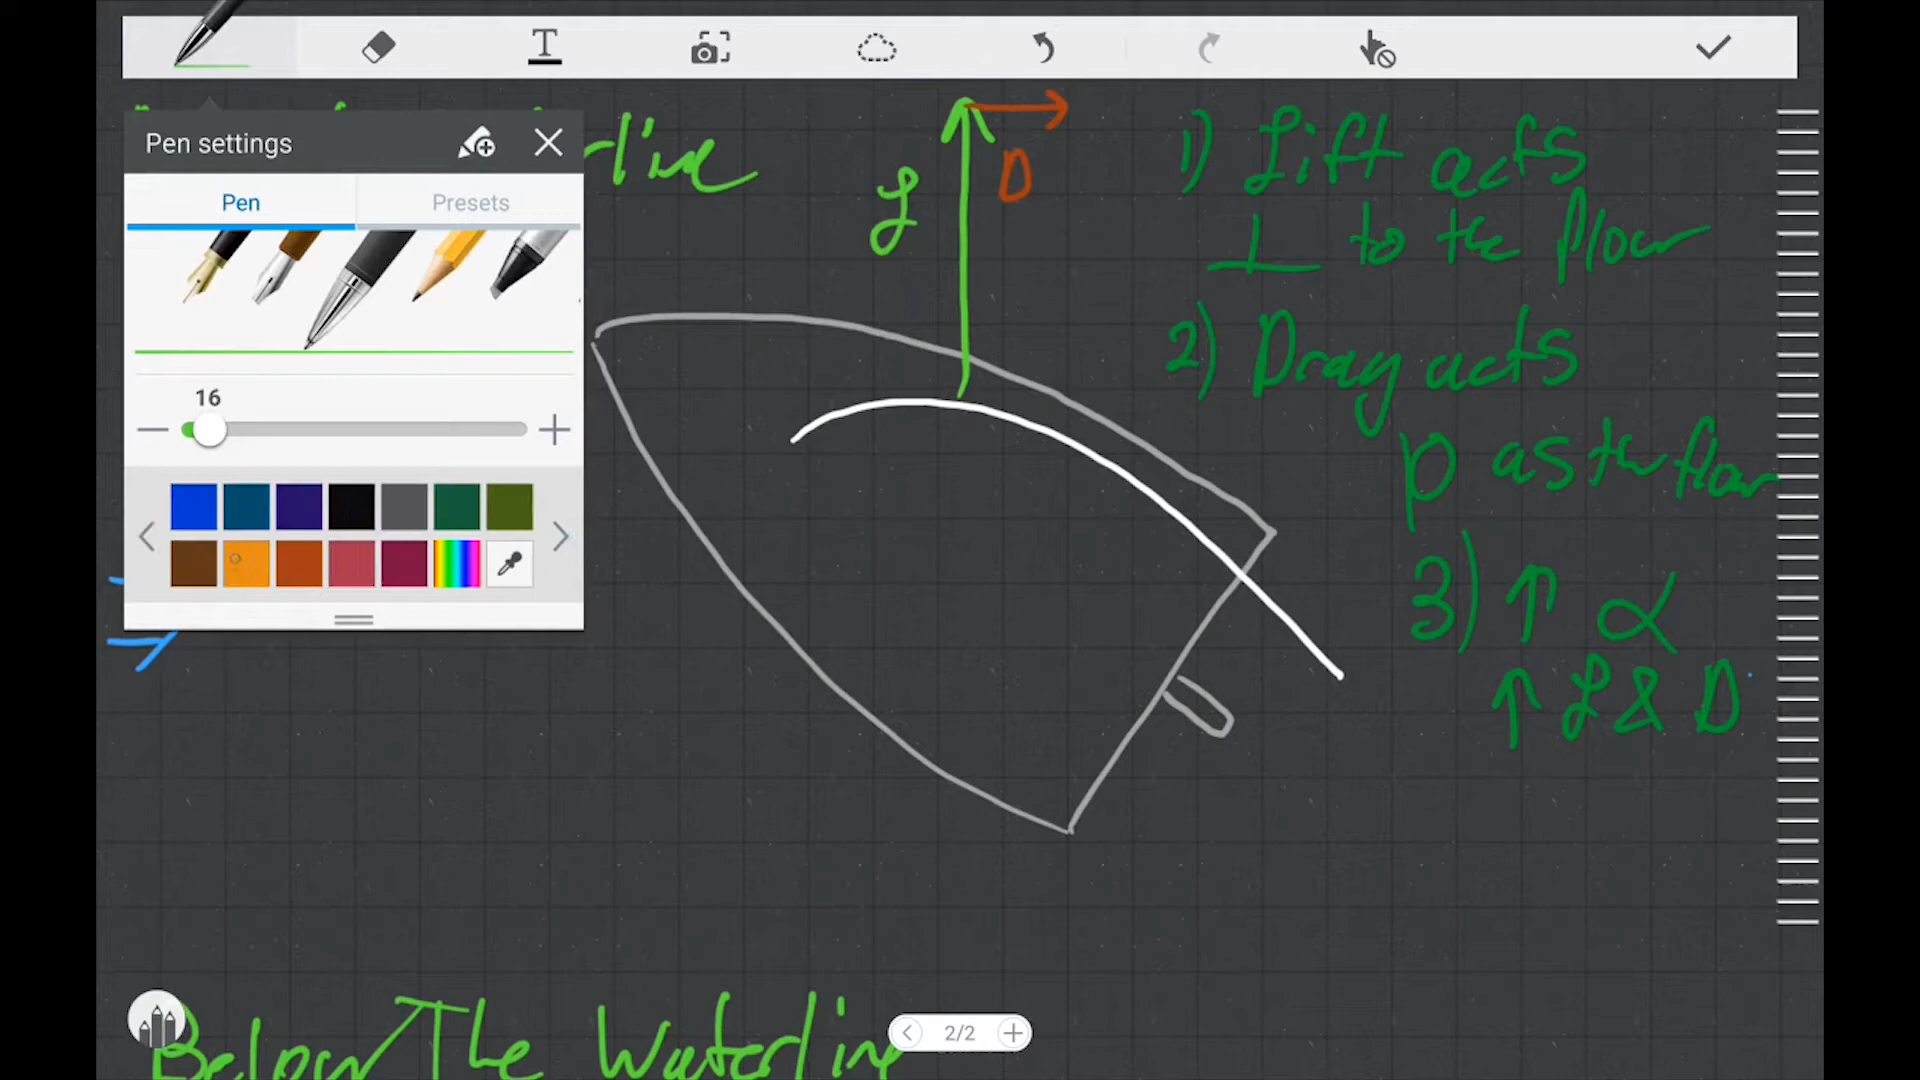 T
Pen settings
Pen
Presets
16
L
D
1) Lift acts
⊥ to the flow
2) Drag acts
as the flow
3) ↑ α
↑ L & D
Below The Waterline
2/2